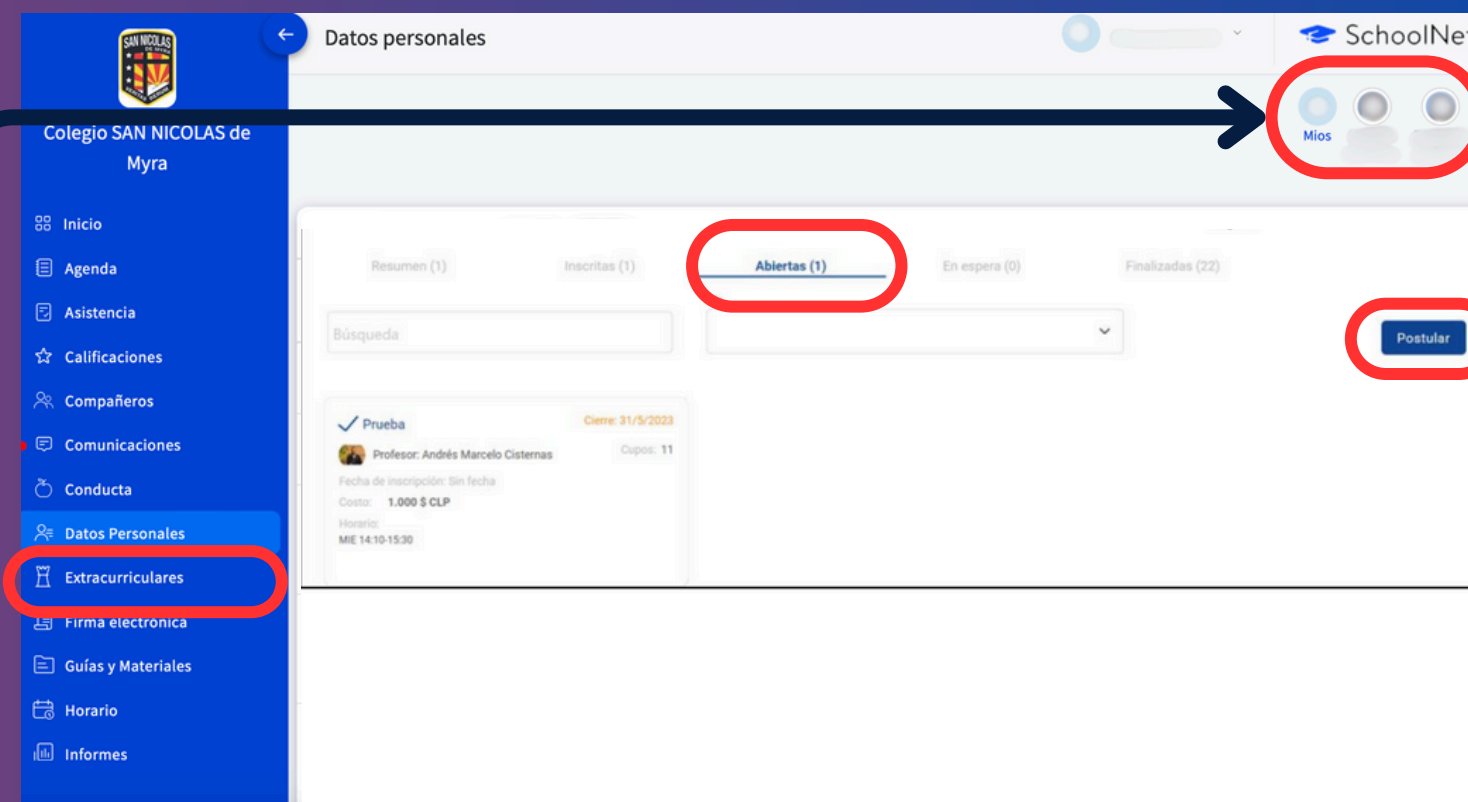 SAN NICOLAS
DE MYRA
Colegio SAN NICOLAS de
Myra
Inicio
Agenda
Asistencia
Calificaciones
Compañeros
Comunicaciones
Conducta
Datos Personales
Extracurriculares
Firma electrónica
Guías y Materiales
Horario
Informes
Datos personales
SchoolNet
Mios
Resumen (1)
Inscritas (1)
Abiertas (1)
En espera (0)
Finalizadas (22)
Búsqueda
Postular
Prueba
Cierre: 31/5/2023
Profesor: Andrés Marcelo Cisternas
Cupos: 11
Fecha de inscripción: Sin fecha
Costo: 1.000 $ CLP
Horario:
MIE 14:10-15:30